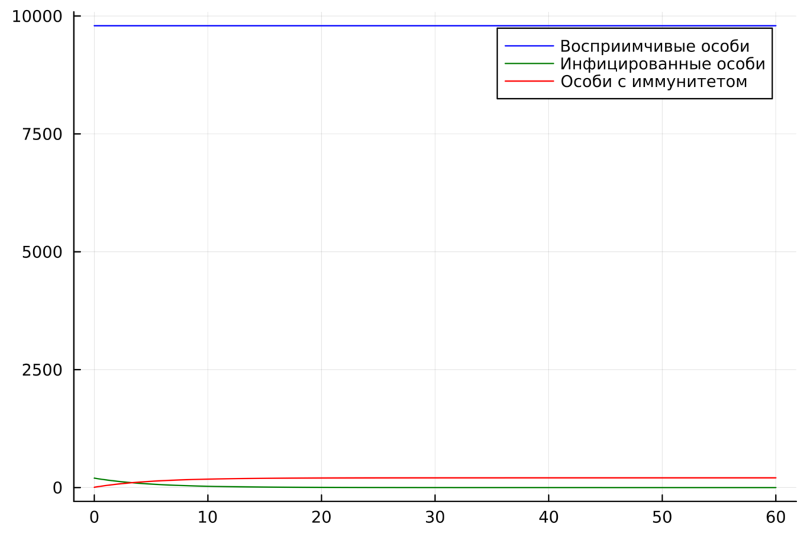 10000
7500
5000
2500
0
Восприимчивые особи
Инфицированные особи
Особи с иммунитетом
0 10 20 30 40 50 60